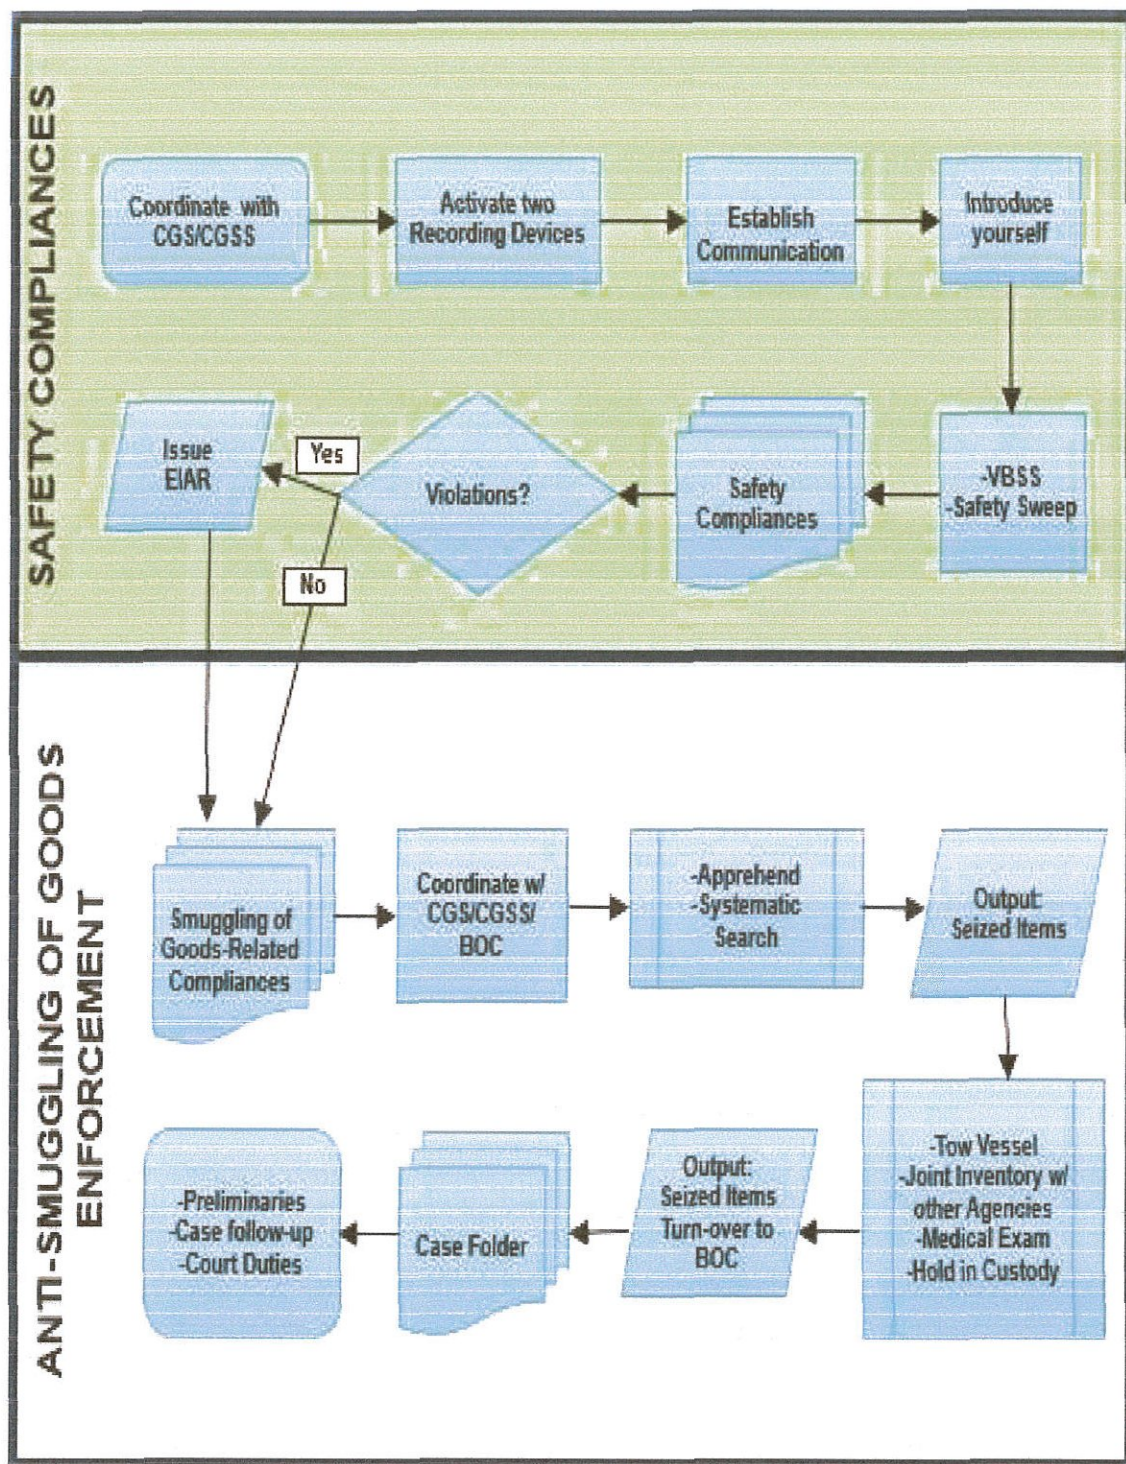 SAFETY COMPLIANCES
Coordinate with
CGS/CGSS
Activate two
Recording Devices
Establish
Communication
Introduce
yourself
-VBSS
-Safety Sweep
Safety
Compliances
Violations?
Yes
No
Issue
EIAR
ANTI-SMUGGLING OF GOODS
ENFORCEMENT
Smuggling of
Goods-Related
Compliances
Coordinate w/
CGS/CGSS/
BOC
-Apprehend
-Systematic
Search
Output:
Seized Items
-Tow Vessel
-Joint Inventory w/
other Agencies
-Medical Exam
-Hold in Custody
Output:
Seized Items
Turn-over to
BOC
Case Folder
-Preliminaries
-Case follow-up
-Court Duties